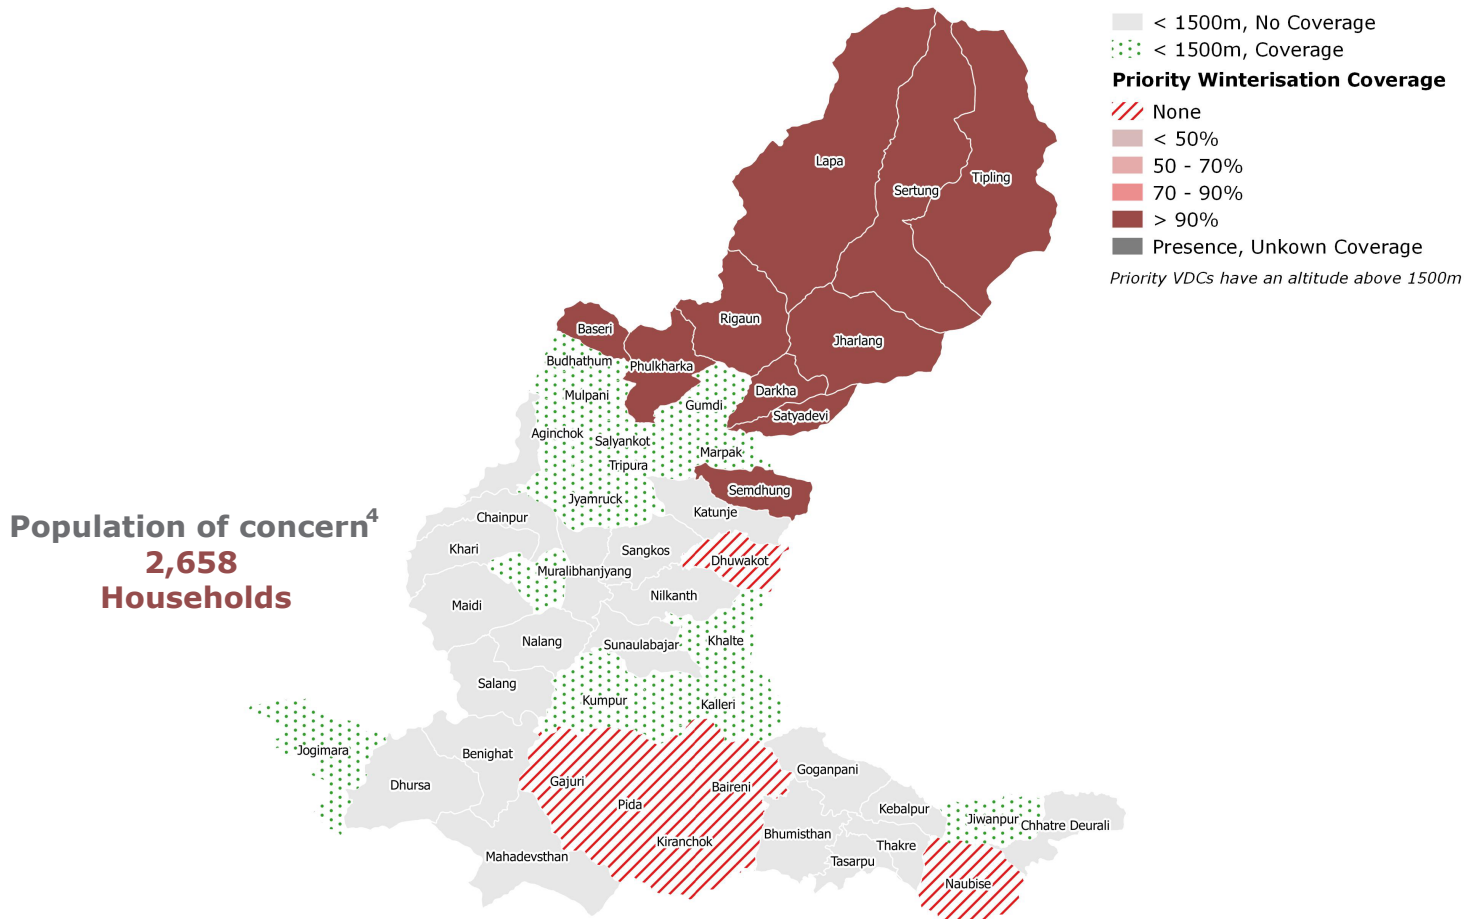 < 1500m, No Coverage
< 1500m, Coverage
Priority Winterisation Coverage
None
< 50%
50 - 70%
70 - 90%
> 90%
Presence, Unkown Coverage
Priority VDCs have an altitude above 1500m
Lapa
Sertung
Tipling
Rigaun
Baseri
Jharlang
Budhathum
Phulkharka
Mulpani
Darkha
Gumdi
Satyadevi
Aginchok
Salyankot
Marpak
Tripura
Semdhung
Jyamruck
Katunje
Chainpur
Khari
Sangkos
Dhuwakot
Muralibhanjyang
Nilkanth
Maidi
Nalang
Sunaulabajar
Khalte
Salang
Kumpur
Kalleri
Population of concern4
2,658
Households
Jogimara
Benighat
Dhursa
Gajuri
Baireni
Goganpani
Pida
Kebalpur
Jiwanpur
Chhatre Deurali
Bhumisthan
Kiranchok
Thakre
Mahadevsthan
Tasarpu
Naubise